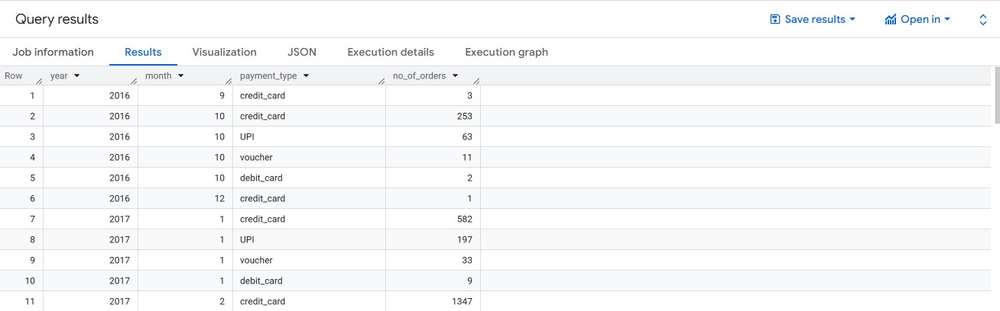 Query results Save results Open in
Job information Results Visualization JSON Execution details Execution graph
Row year month payment_type no_of_orders
1 2016 9 credit_card 3
2 2016 10 credit_card 253
3 2016 10 UPI 63
4 2016 10 voucher 11
5 2016 10 debit_card 2
6 2016 12 credit_card 1
7 2017 1 credit_card 582
8 2017 1 UPI 197
9 2017 1 voucher 33
10 2017 1 debit_card 9
11 2017 2 credit_card 1347